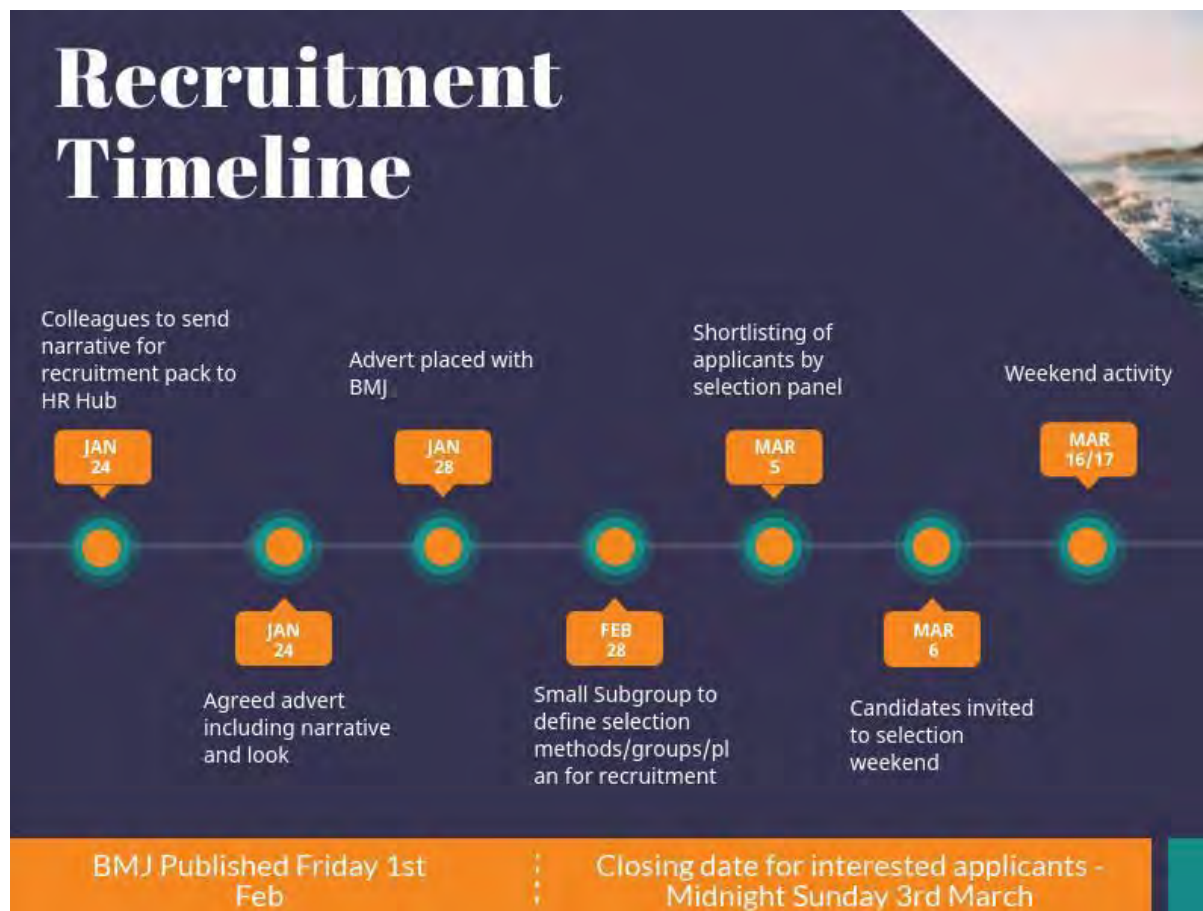 Recruitment
Timeline
Colleagues to send
narrative for
recruitment pack to
HR Hub
JAN
24
JAN
24
Agreed advert
including narrative
and look
Advert placed with
BMJ
JAN
28
FEB
28
Small Subgroup to
define selection
methods/groups/pl
an for recruitment
Shortlisting of
applicants by
selection panel
MAR
5
MAR
6
Candidates invited
to selection
weekend
Weekend activity
MAR
16/17
BMJ Published Friday 1st
Feb
Closing date for interested applicants -
Midnight Sunday 3rd March